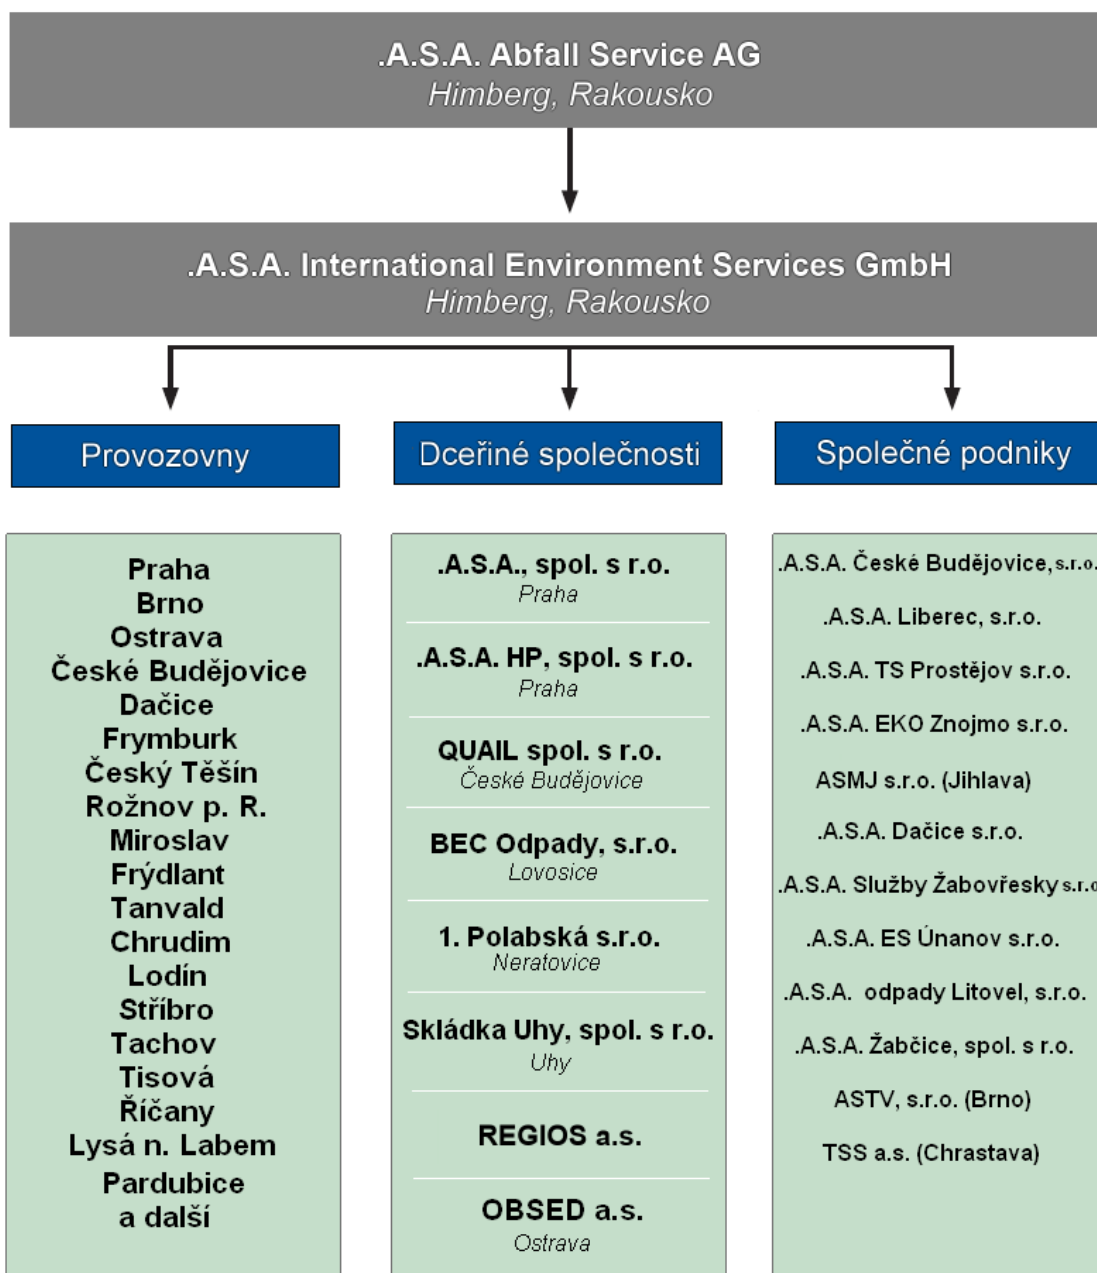 .A.S.A. Abfall Service AG
Himberg, Rakousko
.A.S.A. International Environment Services GmbH
Himberg, Rakousko
Provozovny
Praha
Brno
Ostrava
České Budějovice
Dačice
Frymburk
Český Těšín
Rožnov p. R.
Miroslav
Frýdlant
Tanvald
Chrudim
Lodín
Stříbro
Tachov
Tisová
Říčany
Lysá n. Labem
Pardubice
a další
Dceřiné společnosti
.A.S.A., spol. s r.o.
Praha
.A.S.A. HP, spol. s r.o.
Praha
QUAIL spol. s r.o.
České Budějovice
BEC Odpady, s.r.o.
Lovosice
1. Polabská s.r.o.
Neratovice
Skládka Uhy, spol. s r.o.
Uhy
REGIOS a.s.
OBSED a.s.
Ostrava
Společné podniky
.A.S.A. České Budějovice, s.r.o.
.A.S.A. Liberec, s.r.o.
.A.S.A. TS Prostějov s.r.o.
.A.S.A. EKO Znojmo s.r.o.
ASMJ s.r.o. (Jihlava)
.A.S.A. Dačice s.r.o.
.A.S.A. Služby Žabovřesky s.r.o
.A.S.A. ES Únanov s.r.o.
.A.S.A. odpady Litovel, s.r.o.
.A.S.A. Žabčice, spol. s r.o.
ASTV, s.r.o. (Brno)
TSS a.s. (Chrastava)